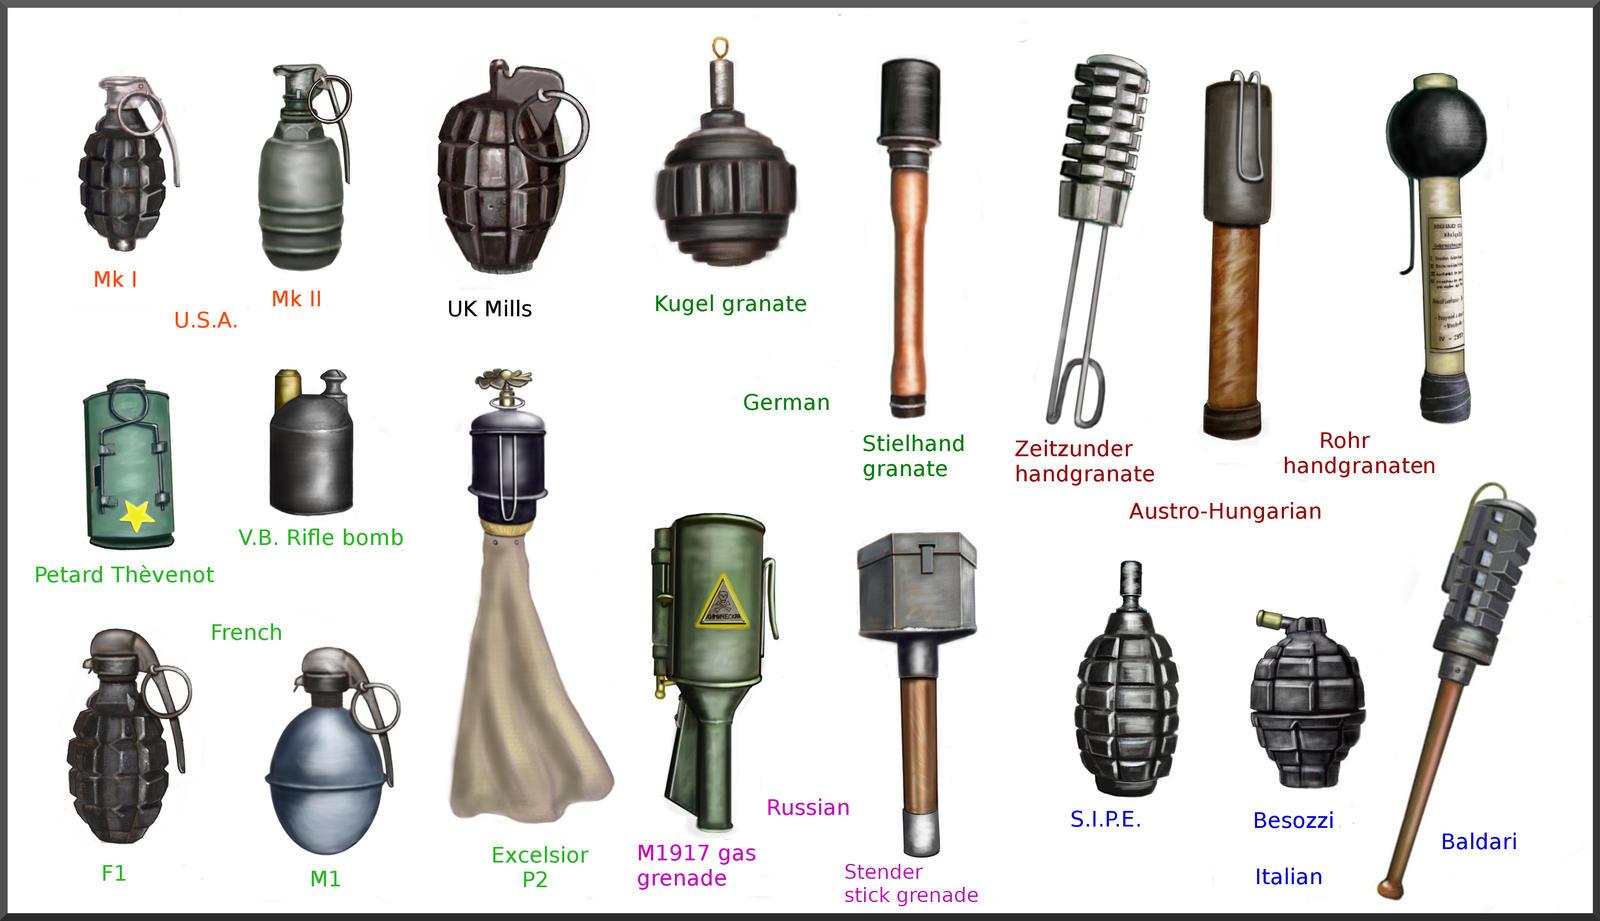 Mk I
Mk II
U.S.A.
UK Mills
Kugel granate
German
Stielhand
granate
Zeitzunder
handgranate
Rohr
handgranaten
Austro-Hungarian
Petard Thèvenot
V.B. Rifle bomb
French
F1
M1
Excelsior
P2
ХИМИЧЕСКАЯ
M1917 gas
grenade
Russian
Stender
stick grenade
S.I.P.E.
Besozzi
Baldari
Italian